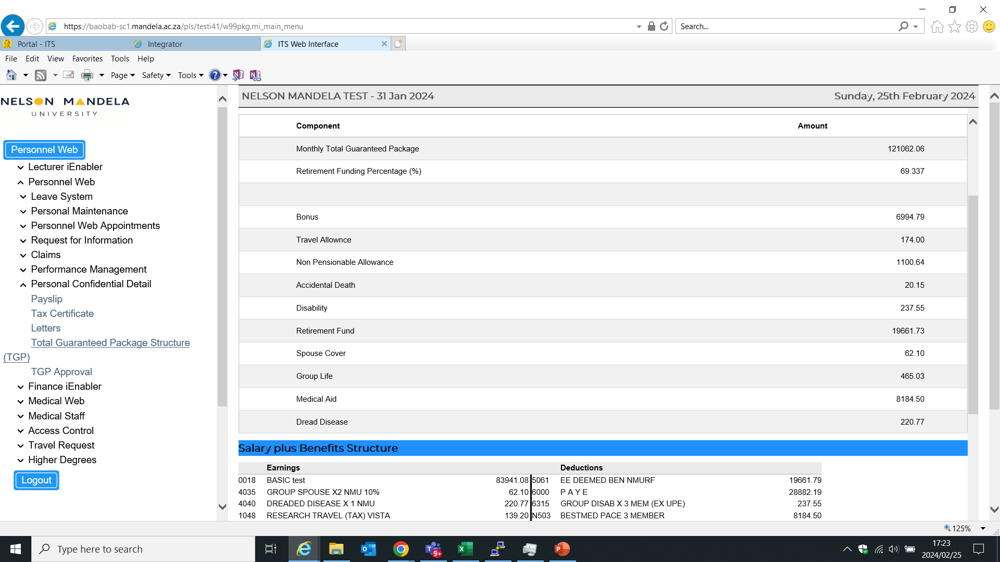 https://baobab-sc1.mandela.ac.za/pls/testi41/w99pkg.mi_main_menu
Search...
Portal - ITS
Integrator
ITS Web Interface
File Edit View Favorites Tools Help
Page Safety Tools
NELSON MANDELA
UNIVERSITY
Personnel Web
Lecturer iEnabler
Personnel Web
Leave System
Personal Maintenance
Personnel Web Appointments
Request for Information
Claims
Performance Management
Personal Confidential Detail
Payslip
Tax Certificate
Letters
Total Guaranteed Package Structure
(TGP)
TGP Approval
Finance iEnabler
Medical Web
Medical Staff
Access Control
Travel Request
Higher Degrees
Logout
NELSON MANDELA TEST - 31 Jan 2024 Sunday, 25th February 2024
Component Amount
Monthly Total Guaranteed Package 121062.06
Retirement Funding Percentage (%) 69.337
Bonus 6994.79
Travel Allownce 174.00
Non Pensionable Allowance 1100.64
Accidental Death 20.15
Disability 237.55
Retirement Fund 19661.73
Spouse Cover 62.10
Group Life 465.03
Medical Aid 8184.50
Dread Disease 220.77
Salary plus Benefits Structure
Earnings Deductions
0018 BASIC test 83941.08 5061 EE DEEMED BEN NMURF 19661.79
4035 GROUP SPOUSE X2 NMU 10% 62.10 6000 P A Y E 28882.19
4040 DREADED DISEASE X 1 NMU 220.77 6315 GROUP DISAB X 3 MEM (EX UPE) 237.55
1048 RESEARCH TRAVEL (TAX) VISTA 139.20 N503 BESTMED PACE 3 MEMBER 8184.50
125%
Type here to search
9+
17:23
2024/02/25